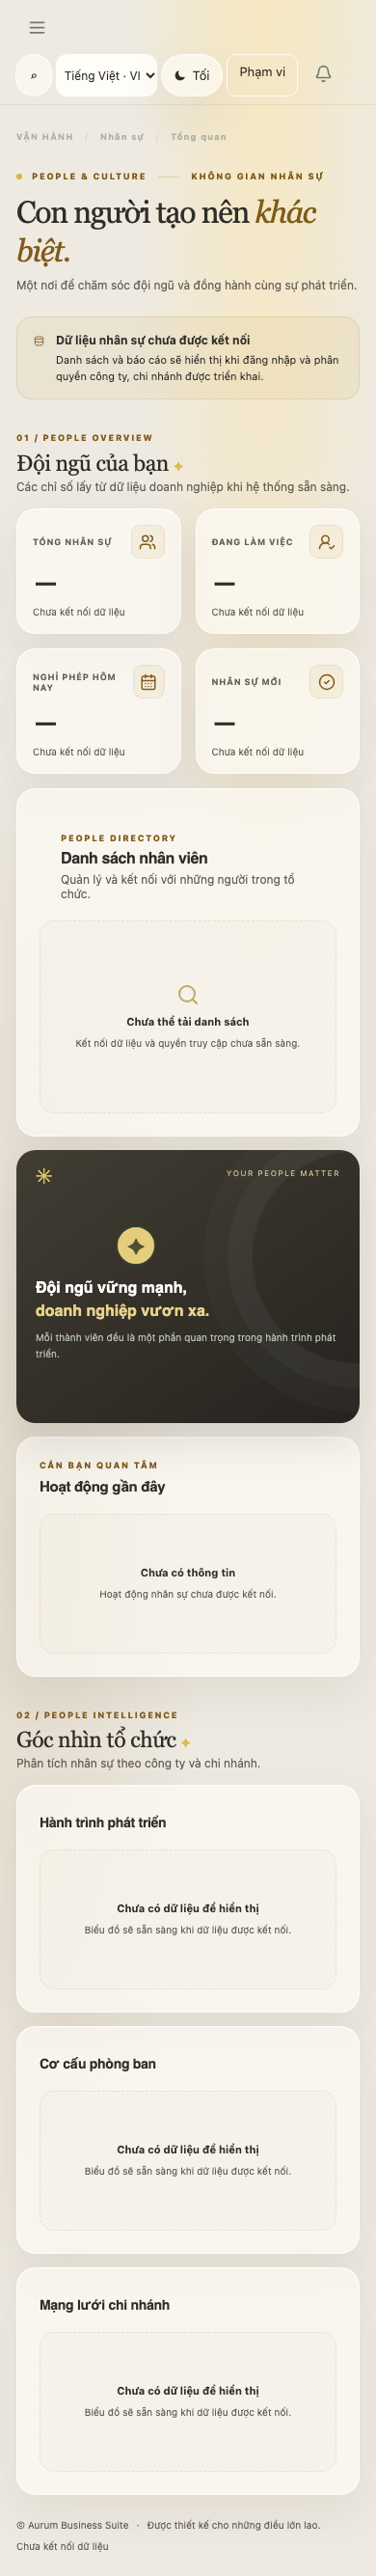 Tiếng Việt · VI
Tối
Phạm vi
VẬN HÀNH / Nhân sự / Tổng quan
PEOPLE & CULTURE — KHÔNG GIAN NHÂN SỰ
Con người tạo nên khác
biệt.
Một nơi để chăm sóc đội ngũ và đồng hành cùng sự phát triển.
Dữ liệu nhân sự chưa được kết nối
Danh sách và báo cáo sẽ hiển thị khi đăng nhập và phân
quyền công ty, chi nhánh được triển khai.
01 / PEOPLE OVERVIEW
Đội ngũ của bạn
Các chỉ số lấy từ dữ liệu doanh nghiệp khi hệ thống sẵn sàng.
TỔNG NHÂN SỰ
—
Chưa kết nối dữ liệu
ĐANG LÀM VIỆC
—
Chưa kết nối dữ liệu
NGHỈ PHÉP HÔM
NAY
—
Chưa kết nối dữ liệu
NHÂN SỰ MỚI
—
Chưa kết nối dữ liệu
PEOPLE DIRECTORY
Danh sách nhân viên
Quản lý và kết nối với những người trong tổ
chức.
Chưa thể tải danh sách
Kết nối dữ liệu và quyền truy cập chưa sẵn sàng.
YOUR PEOPLE MATTER
Đội ngũ vững mạnh,
doanh nghiệp vươn xa.
Mỗi thành viên đều là một phần quan trọng trong hành trình phát
triển.
CẦN BẠN QUAN TÂM
Hoạt động gần đây
Chưa có thông tin
Hoạt động nhân sự chưa được kết nối.
02 / PEOPLE INTELLIGENCE
Góc nhìn tổ chức
Phân tích nhân sự theo công ty và chi nhánh.
Hành trình phát triển
Chưa có dữ liệu để hiển thị
Biểu đồ sẽ sẵn sàng khi dữ liệu được kết nối.
Cơ cấu phòng ban
Chưa có dữ liệu để hiển thị
Biểu đồ sẽ sẵn sàng khi dữ liệu được kết nối.
Mạng lưới chi nhánh
Chưa có dữ liệu để hiển thị
Biểu đồ sẽ sẵn sàng khi dữ liệu được kết nối.
© Aurum Business Suite · Được thiết kế cho những điều lớn lao.
Chưa kết nối dữ liệu